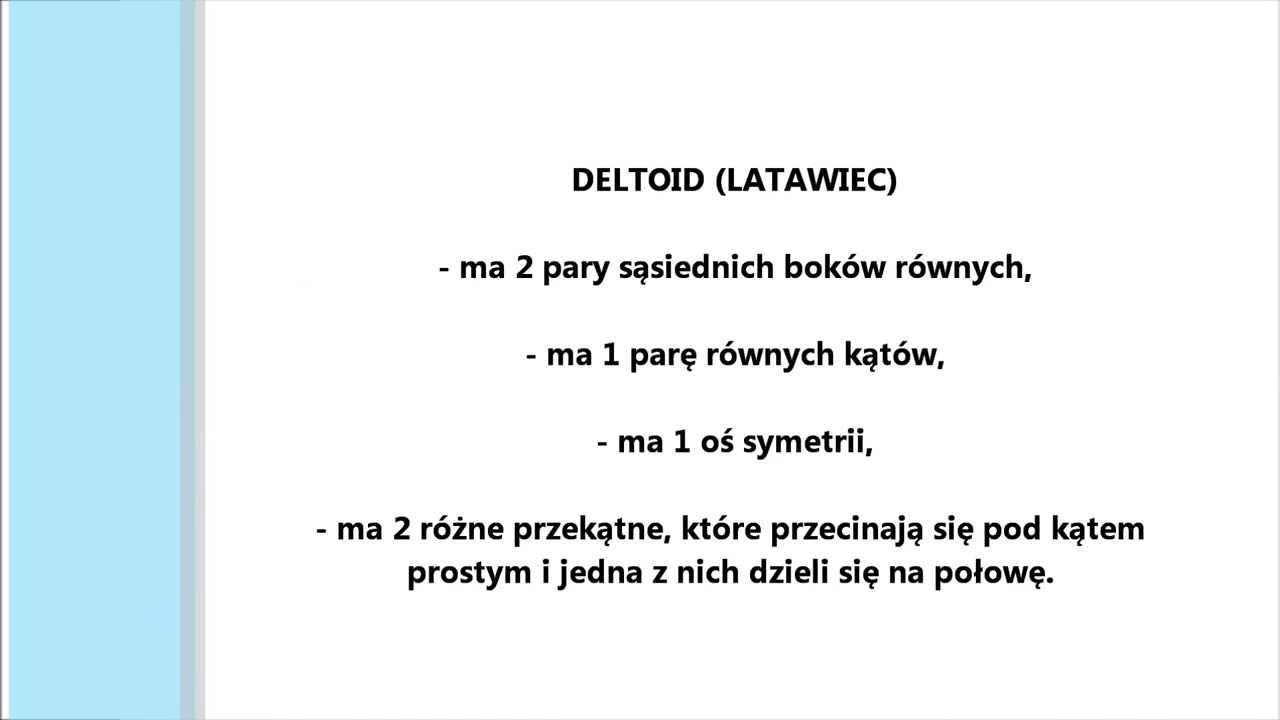 DELTOID (LATAWIEC)
- ma 2 pary sąsiednich boków równych,
- ma 1 parę równych kątów,
- ma 1 oś symetrii,
- ma 2 różne przekątne, które przecinają się pod kątem
prostym i jedna z nich dzieli się na połowę.